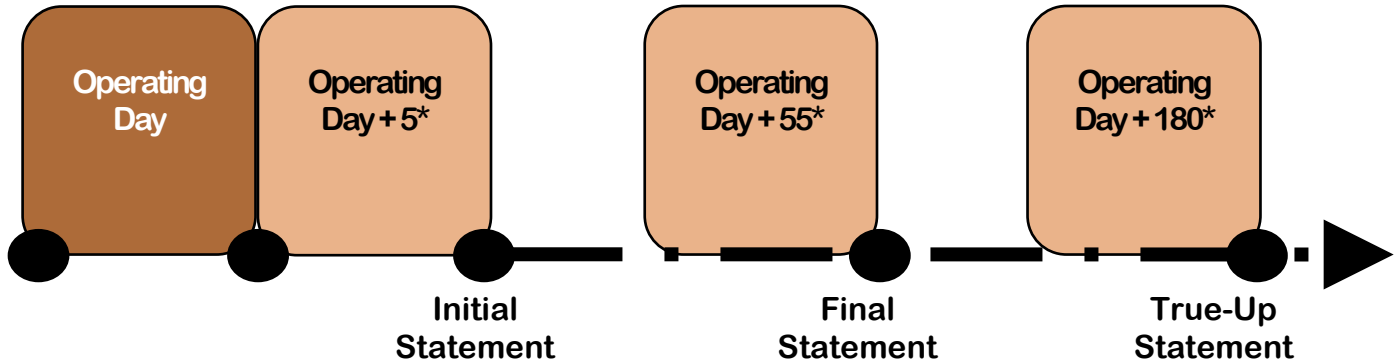 Operating
Day
Operating
Day + 5*
Operating
Day + 55*
Operating
Day + 180*
Initial
Statement
Final
Statement
True-Up
Statement